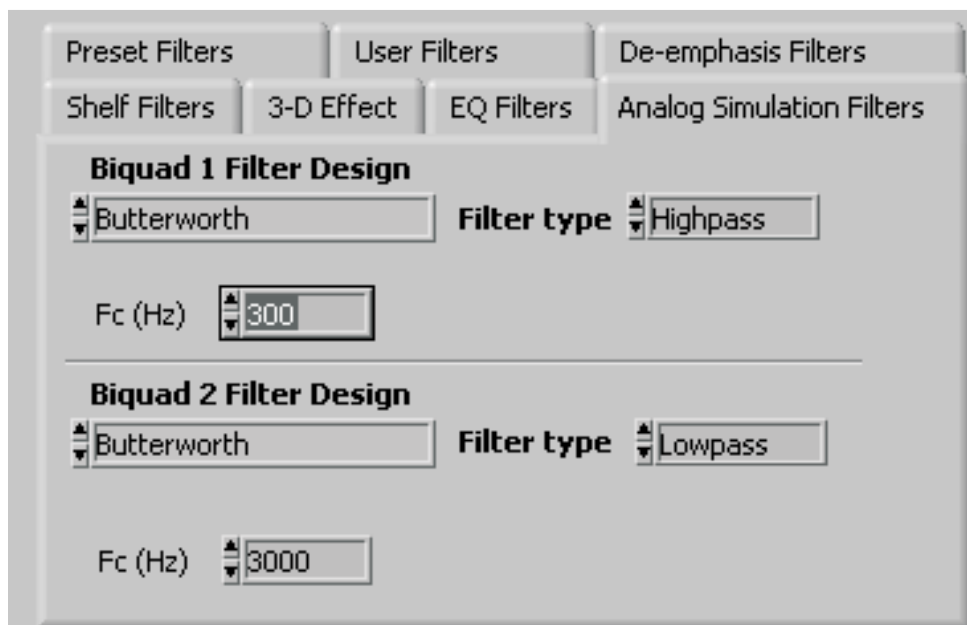 Preset Filters User Filters De-emphasis Filters
Shelf Filters 3-D Effect EQ Filters Analog Simulation Filters
Biquad 1 Filter Design
Butterworth Filter type Highpass
Fc (Hz) 300
Biquad 2 Filter Design
Butterworth Filter type Lowpass
Fc (Hz) 3000